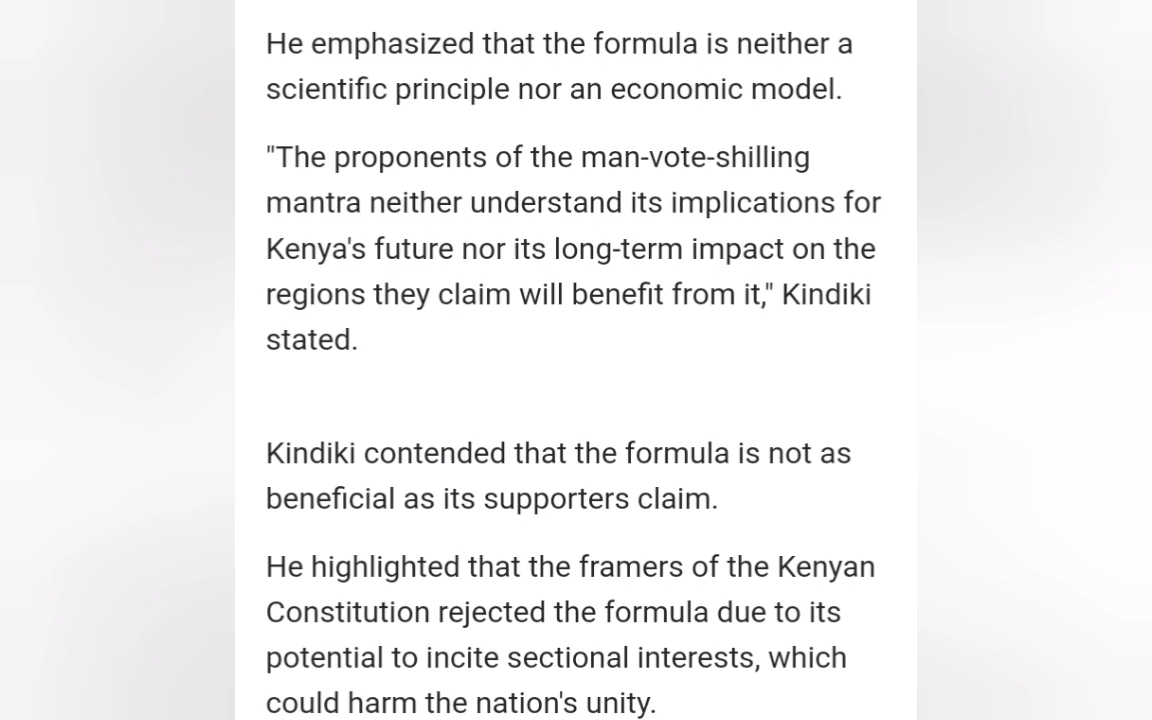 He emphasized that the formula is neither a
scientific principle nor an economic model.
"The proponents of the man-vote-shilling
mantra neither understand its implications for
Kenya's future nor its long-term impact on the
regions they claim will benefit from it," Kindiki
stated.
Kindiki contended that the formula is not as
beneficial as its supporters claim.
He highlighted that the framers of the Kenyan
Constitution rejected the formula due to its
potential to incite sectional interests, which
could harm the nation's unity.